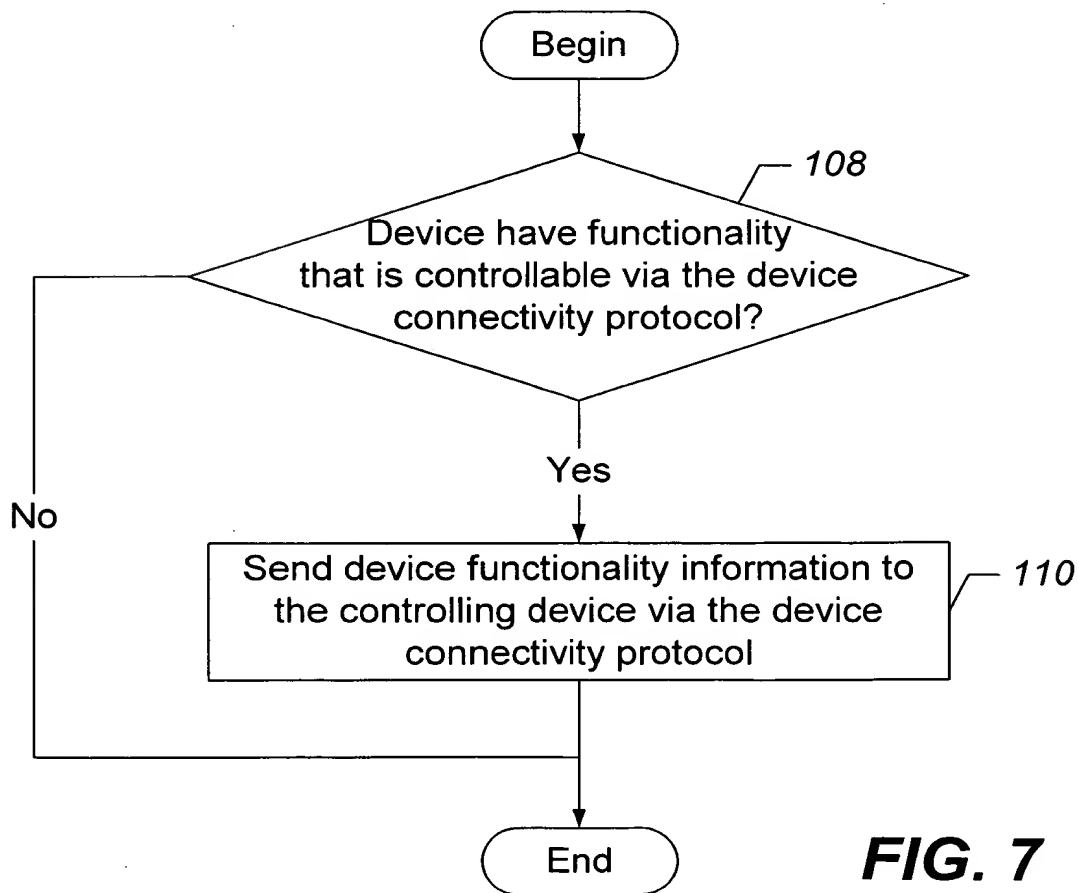 Begin
108
Device have functionality
that is controllable via the device
connectivity protocol?
Yes
No
Send device functionality information to
the controlling device via the device
connectivity protocol
110
End
FIG. 7